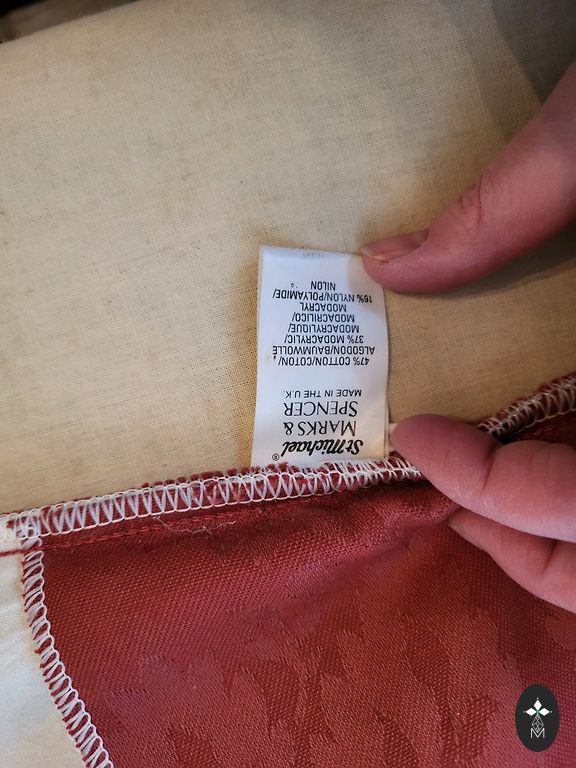 St Michael®
MARKS &
SPENCER
MADE IN THE U.K.
47% COTTON/COTON/
ALGODON/BAUMWOLLE
37% MODACRYLIC/
MODACRYLIQUE/
MODACRILICO/
MODACRYL
16% NYLON/POLYAMIDE/
NILON
M